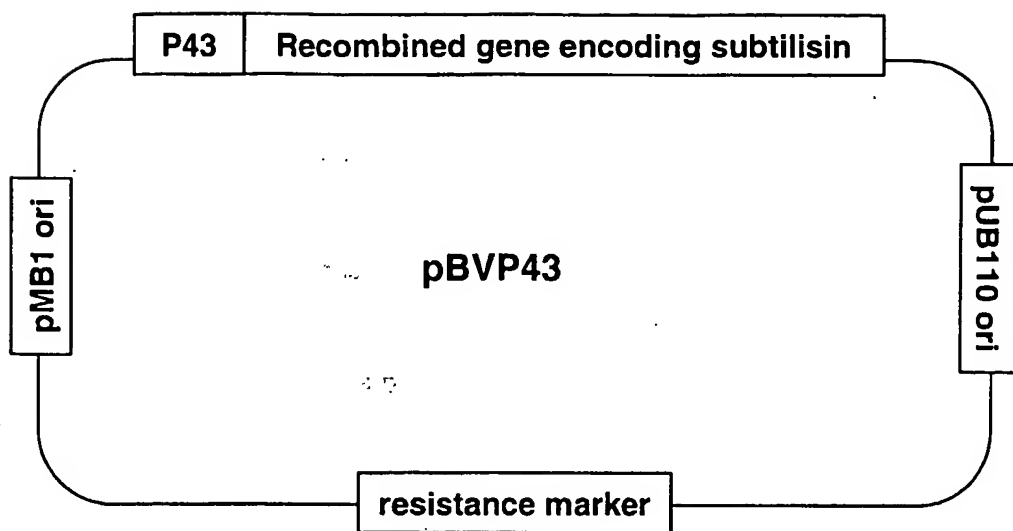 P43
Recombined gene encoding subtilisin
pMB1 ori
pBVP43
pUB110 ori
resistance marker